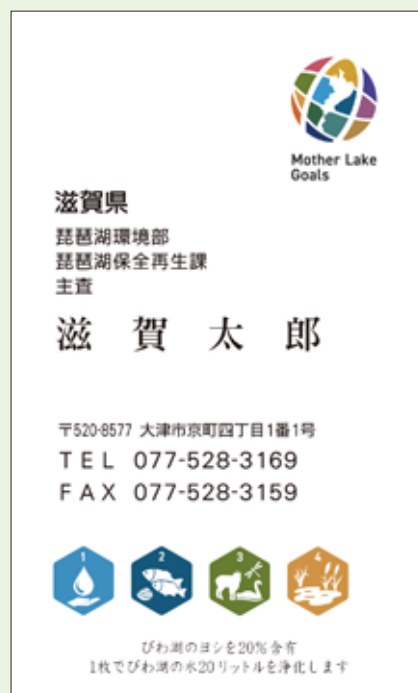 Mother Lake
Goals
滋賀県
琵琶湖環境部
琵琶湖保全再生課
主査
滋賀太郎
〒520-8577 大津市京町四丁目1番1号
TEL 077-528-3169
FAX 077-528-3159
1 2 3 4
びわ湖のヨシを20%含有
1枚でびわ湖の水20リットルを浄化します